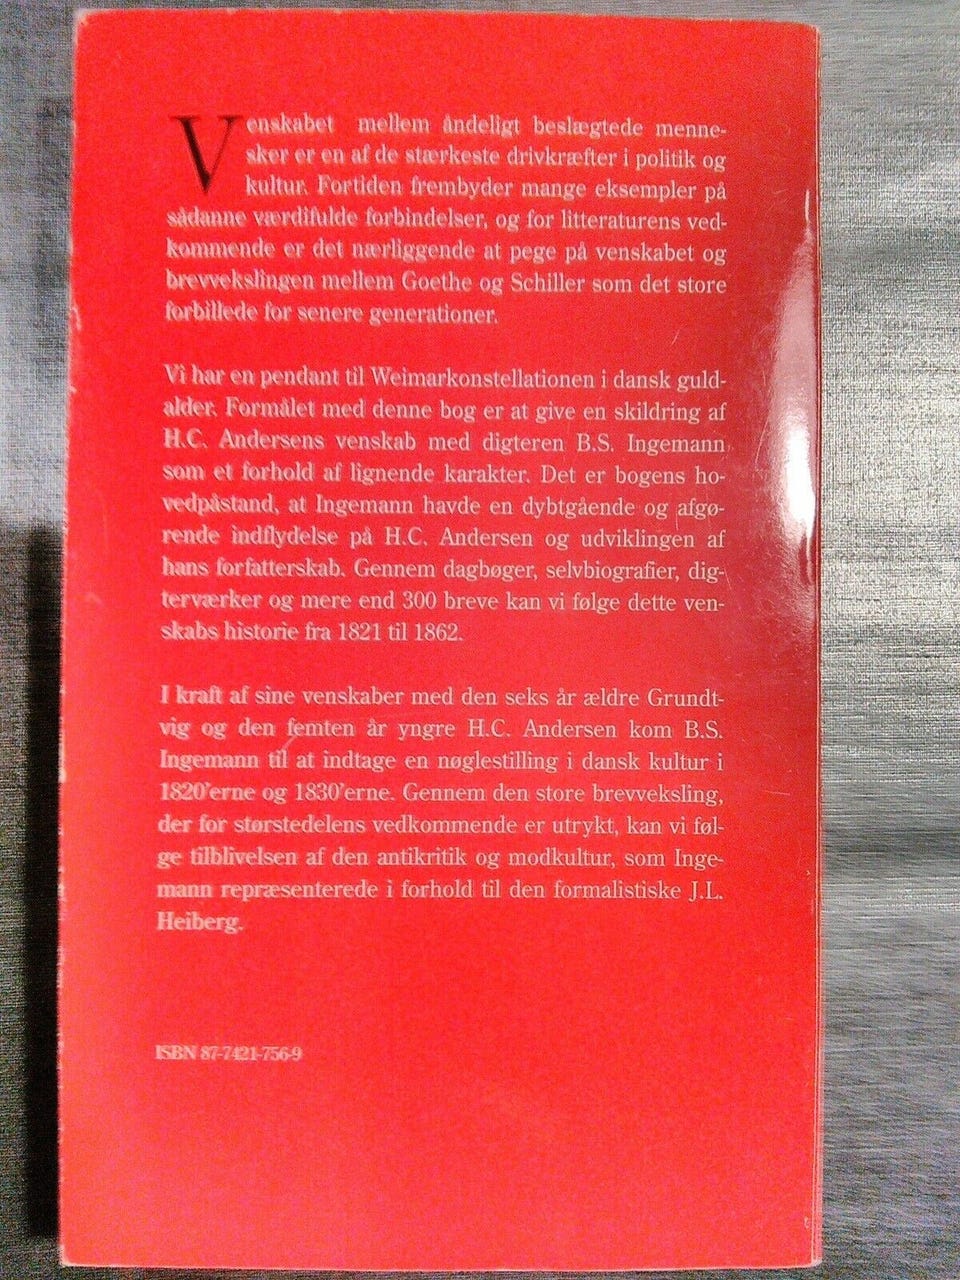 Venskabet mellem åndeligt beslægtede menne-
sker er en af de stærkeste drivkræfter i politik og
kultur. Fortiden frembyder mange eksempler på
sådanne værdifulde forbindelser, og for litteraturens ved-
kommende er det nærliggende at pege på venskabet og
brevvekslingen mellem Goethe og Schiller som det store
forbillede for senere generationer.
Vi har en pendant til Weimarkonstellationen i dansk guld-
alder. Formålet med denne bog er at give en skildring af
H.C. Andersens venskab med digteren B.S. Ingemann
som et forhold af lignende karakter. Det er bogens ho-
vedpåstand, at Ingemann havde en dybtgående og afgø-
rende indflydelse på H.C. Andersen og udviklingen af
hans forfatterskab. Gennem dagbøger, selvbiografier, dig-
terværker og mere end 300 breve kan vi følge dette ven-
skabs historie fra 1821 til 1862.
I kraft af sine venskaber med den seks år ældre Grundt-
vig og den femten år yngre H.C. Andersen kom B.S.
Ingemann til at indtage en nøglestilling i dansk kultur i
1820'erne og 1830'erne. Gennem den store brevveksling,
der for størstedelens vedkommende er utrykt, kan vi føl-
ge tilblivelsen af den antikritik og modkultur, som Inge-
mann repræsenterede i forhold til den formalistiske J.L.
Heiberg.
ISBN 87-7421-756-9